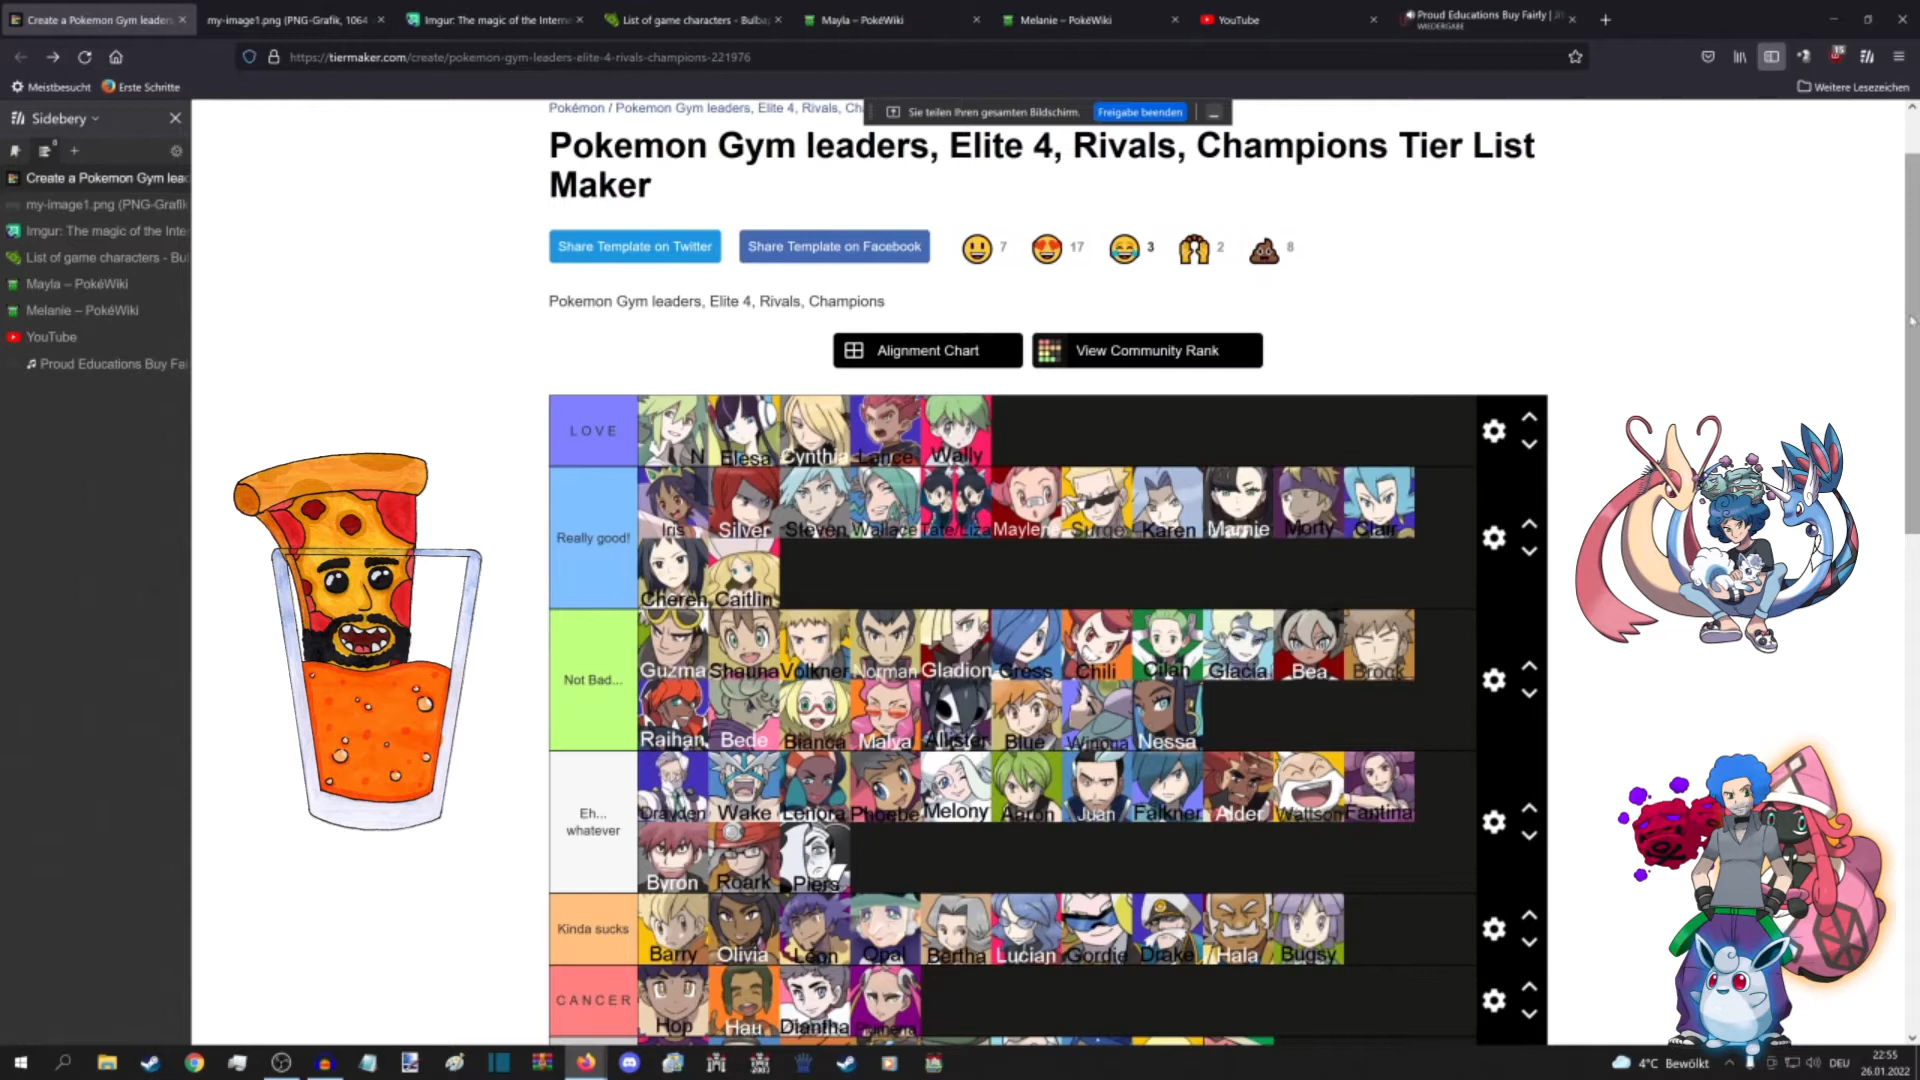 Create a Pokemon Gym leaders,
my-image1.png (PNG-Grafik, 1064
Imgur: The magic of the Intern
List of game characters - Bulba
Mayla – PokéWiki
Melanie – PokéWiki
YouTube
Proud Educations Buy Fairly |
WIEDERGABE
https://tiermaker.com/create/pokemon-gym-leaders-elite-4-rivals-champions-221976
15
Meistbesucht
Erste Schritte
Weitere Lesezeichen
Sidebery
8
Create a Pokemon Gym lead
my-image1.png (PNG-Grafik
Imgur: The magic of the Inte
List of game characters - Bu
Mayla – PokéWiki
Melanie – PokéWiki
YouTube
Proud Educations Buy Fai
Pokémon / Pokemon Gym leaders, Elite 4, Rivals, Ch
Sie teilen Ihren gesamten Bildschirm.
Freigabe beenden
Pokemon Gym leaders, Elite 4, Rivals, Champions Tier List
Maker
Share Template on Twitter
Share Template on Facebook
7
17
3
2
8
Pokemon Gym leaders, Elite 4, Rivals, Champions
Alignment Chart
View Community Rank
LOVE
N Elesa Cynthia Lance Wally
Really good!
Iris Silver Steven Wallace Tate/Liza Maylene Surge Karen Marnie Morty Clair
Cheren Caitlin
Not Bad...
Guzma Shauna Volkner Norman Gladion Cress Chili Cilan Glacia Bea Brock
Raihan Bede Bianca Malva Allister Blue Winona Nessa
Eh...
whatever
Drayden Wake Lenora Phoebe Melony Aaron Juan Falkner Alder Wattson Fantina
Byron Roark Piers
Kinda sucks
Barry Olivia Leon Opal Bertha Lucian Gordie Drake Hala Bugsy
CANCER
Hop Hau Diantha Plumeria
4°C Bewölkt
DEU
22:55
26.01.2022